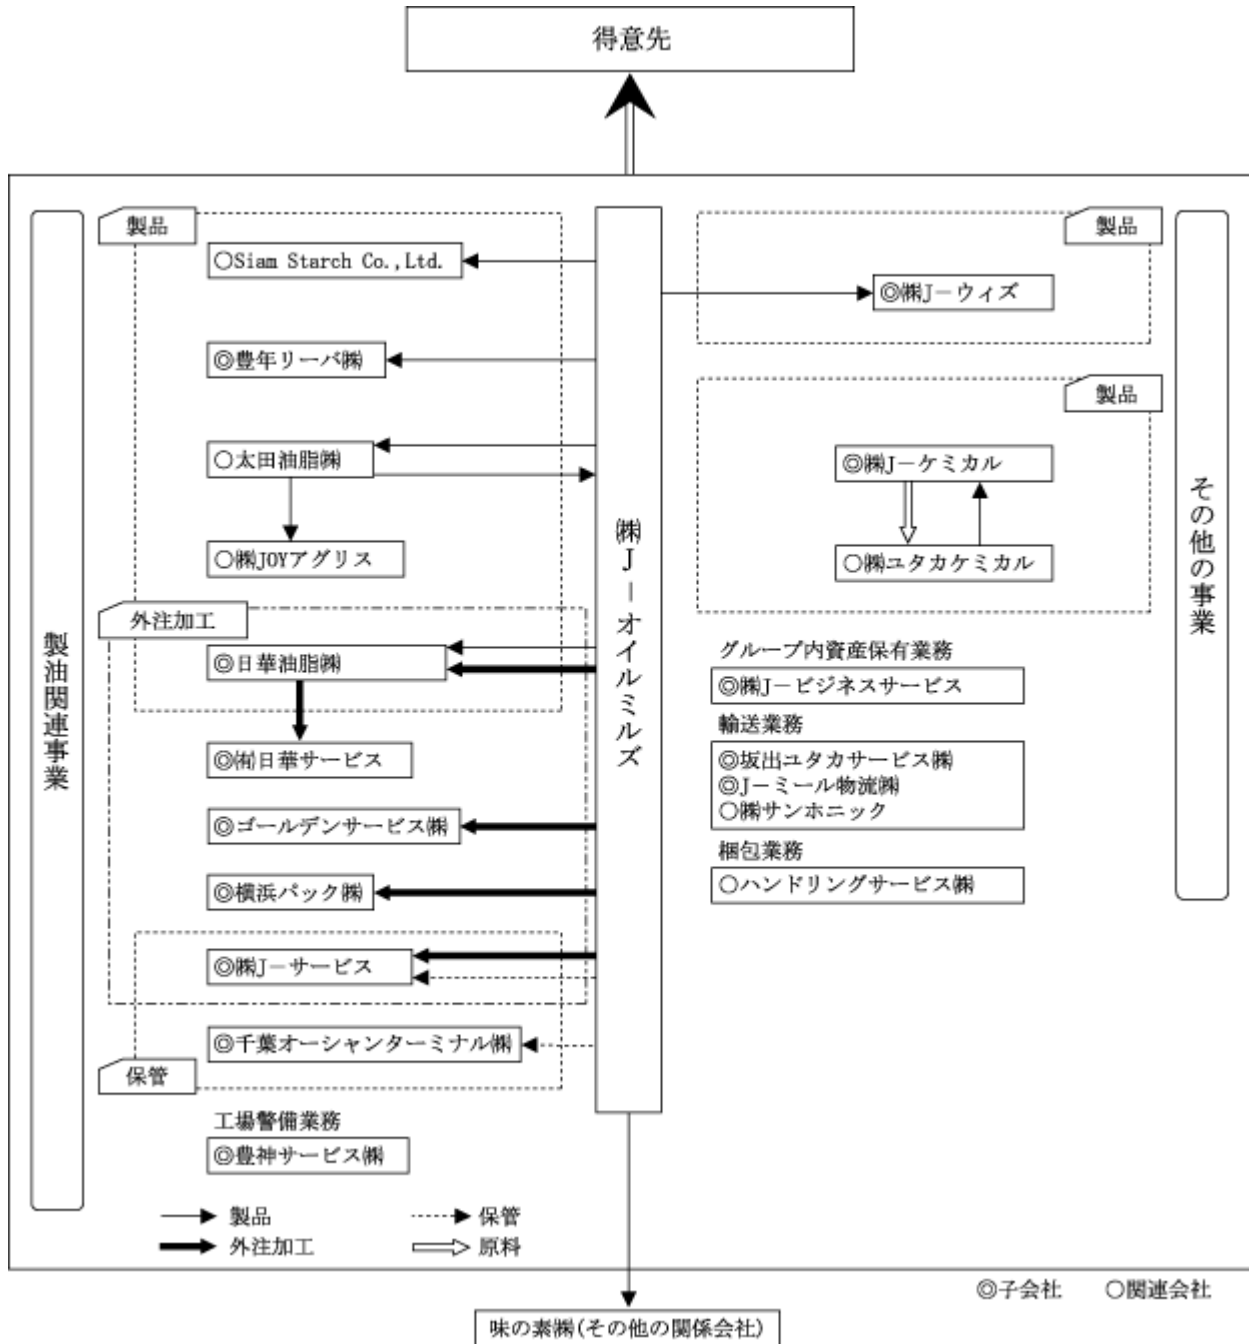 得意先
製油関連事業
製品
○Siam Starch Co.,Ltd.
◎豊年リーバ㈱
○太田油脂㈱
○㈱JOYアグリス
外注加工
◎日華油脂㈱
◎㈲日華サービス
◎ゴールデンサービス㈱
◎横浜パック㈱
◎㈱J－サービス
◎千葉オーシャンターミナル㈱
保管
工場警備業務
◎豊神サービス㈱
㈱J－オイルミルズ
製品
◎㈱J－ウィズ
製品
◎㈱J－ケミカル
○㈱ユタカケミカル
グループ内資産保有業務
◎㈱J－ビジネスサービス
輸送業務
◎坂出ユタカサービス㈱
◎J－ミール物流㈱
○㈱サンホニック
梱包業務
○ハンドリングサービス㈱
その他の事業
製品
保管
外注加工
原料
◎子会社 ○関連会社
味の素㈱(その他の関係会社)